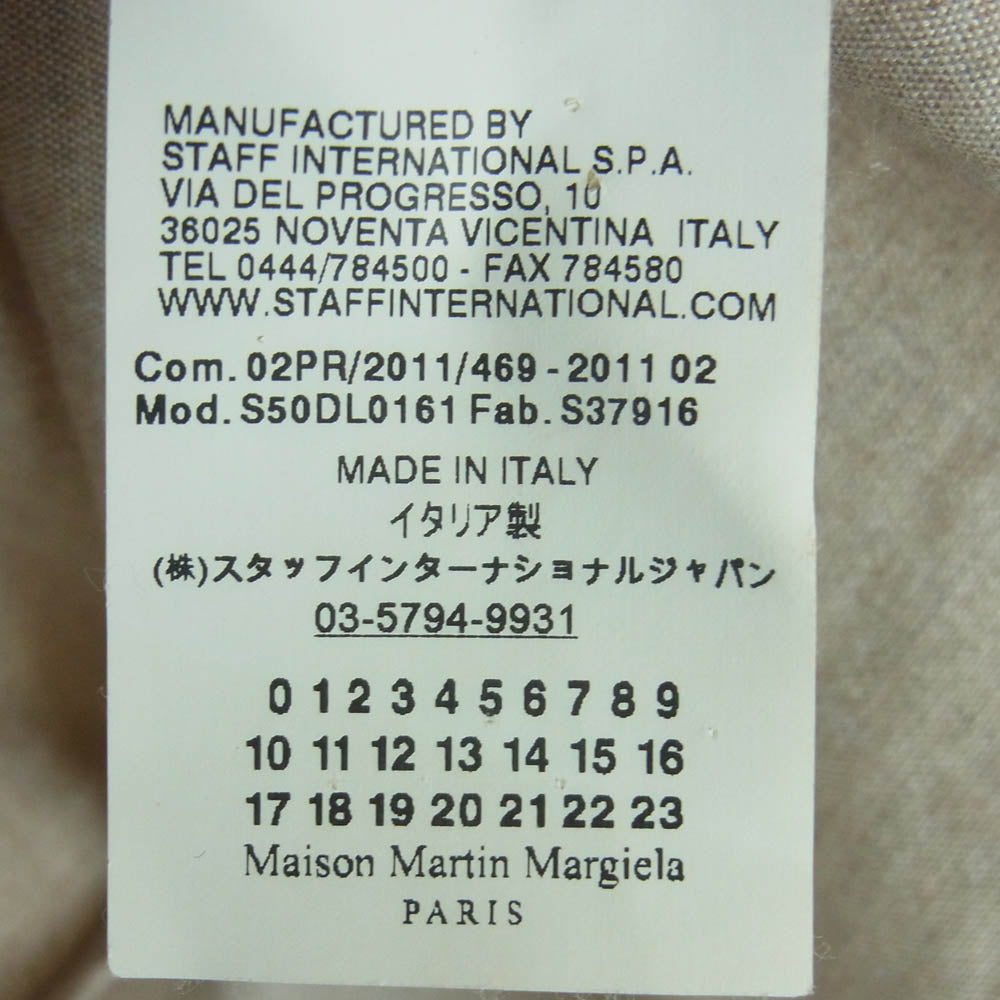 MANUFACTURED BY
STAFF INTERNATIONAL S.P.A.
VIA DEL PROGRESSO, 10
36025 NOVENTA VICENTINA ITALY
TEL 0444/784500 - FAX 784580
WWW.STAFFINTERNATIONAL.COM
Com. 02PR/2011/469 - 2011 02
Mod. S50DL0161 Fab. S37916
MADE IN ITALY
イタリア製
(株)スタッフインターナショナルジャパン
03-5794-9931
0 1 2 3 4 5 6 7 8 9
10 11 12 13 14 15 16
17 18 19 20 21 22 23
Maison Martin Margiela
PARIS